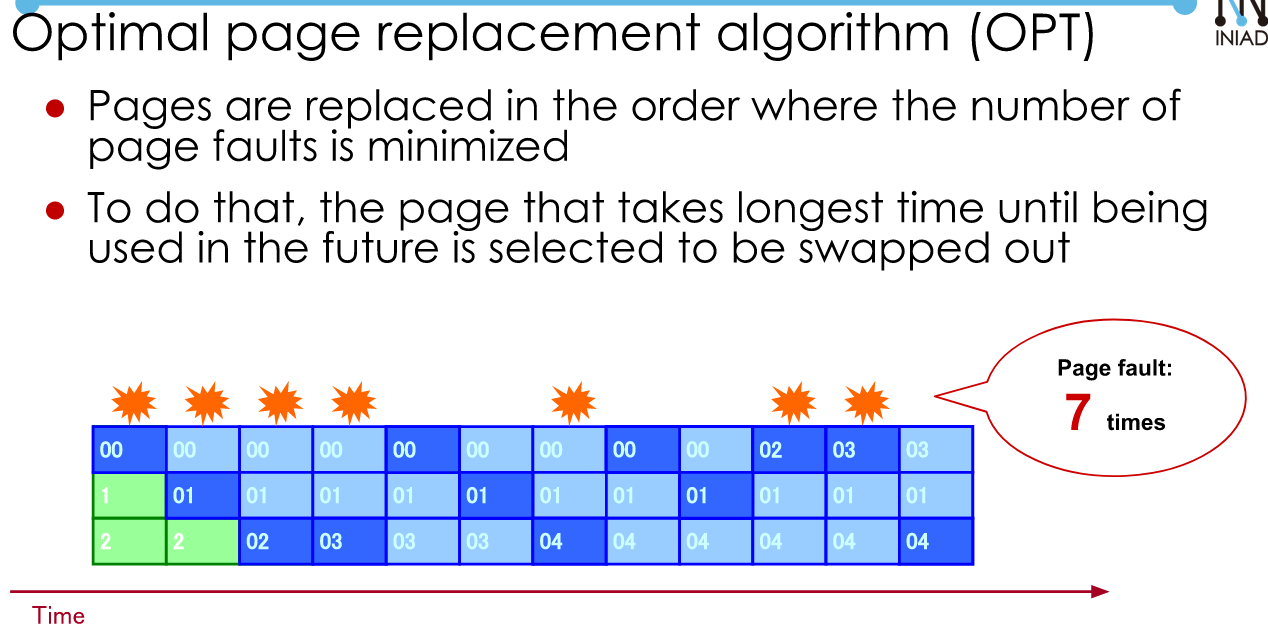 Optimal page replacement algorithm (OPT)
INIAD
● Pages are replaced in the order where the number of
page faults is minimized
● To do that, the page that takes longest time until being
used in the future is selected to be swapped out
Page fault:
7 times
00 00 00 00 00 00 00 00 00 02 03 03
1 01 01 01 01 01 01 01 01 01 01 01
2 2 02 03 03 03 04 04 04 04 04 04
Time